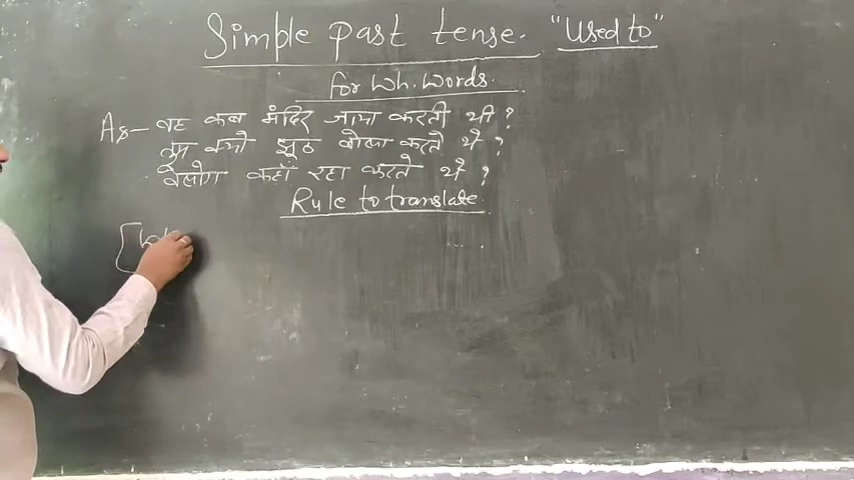 Simple past tense. "Used to"
for Wh. Words.
As- वह कब मंदिर जाया करती थी ?
तुम क्यों झूठ बोला करते थे ?
वेलोग कहाँ रहा करते थे ?
Rule to translate